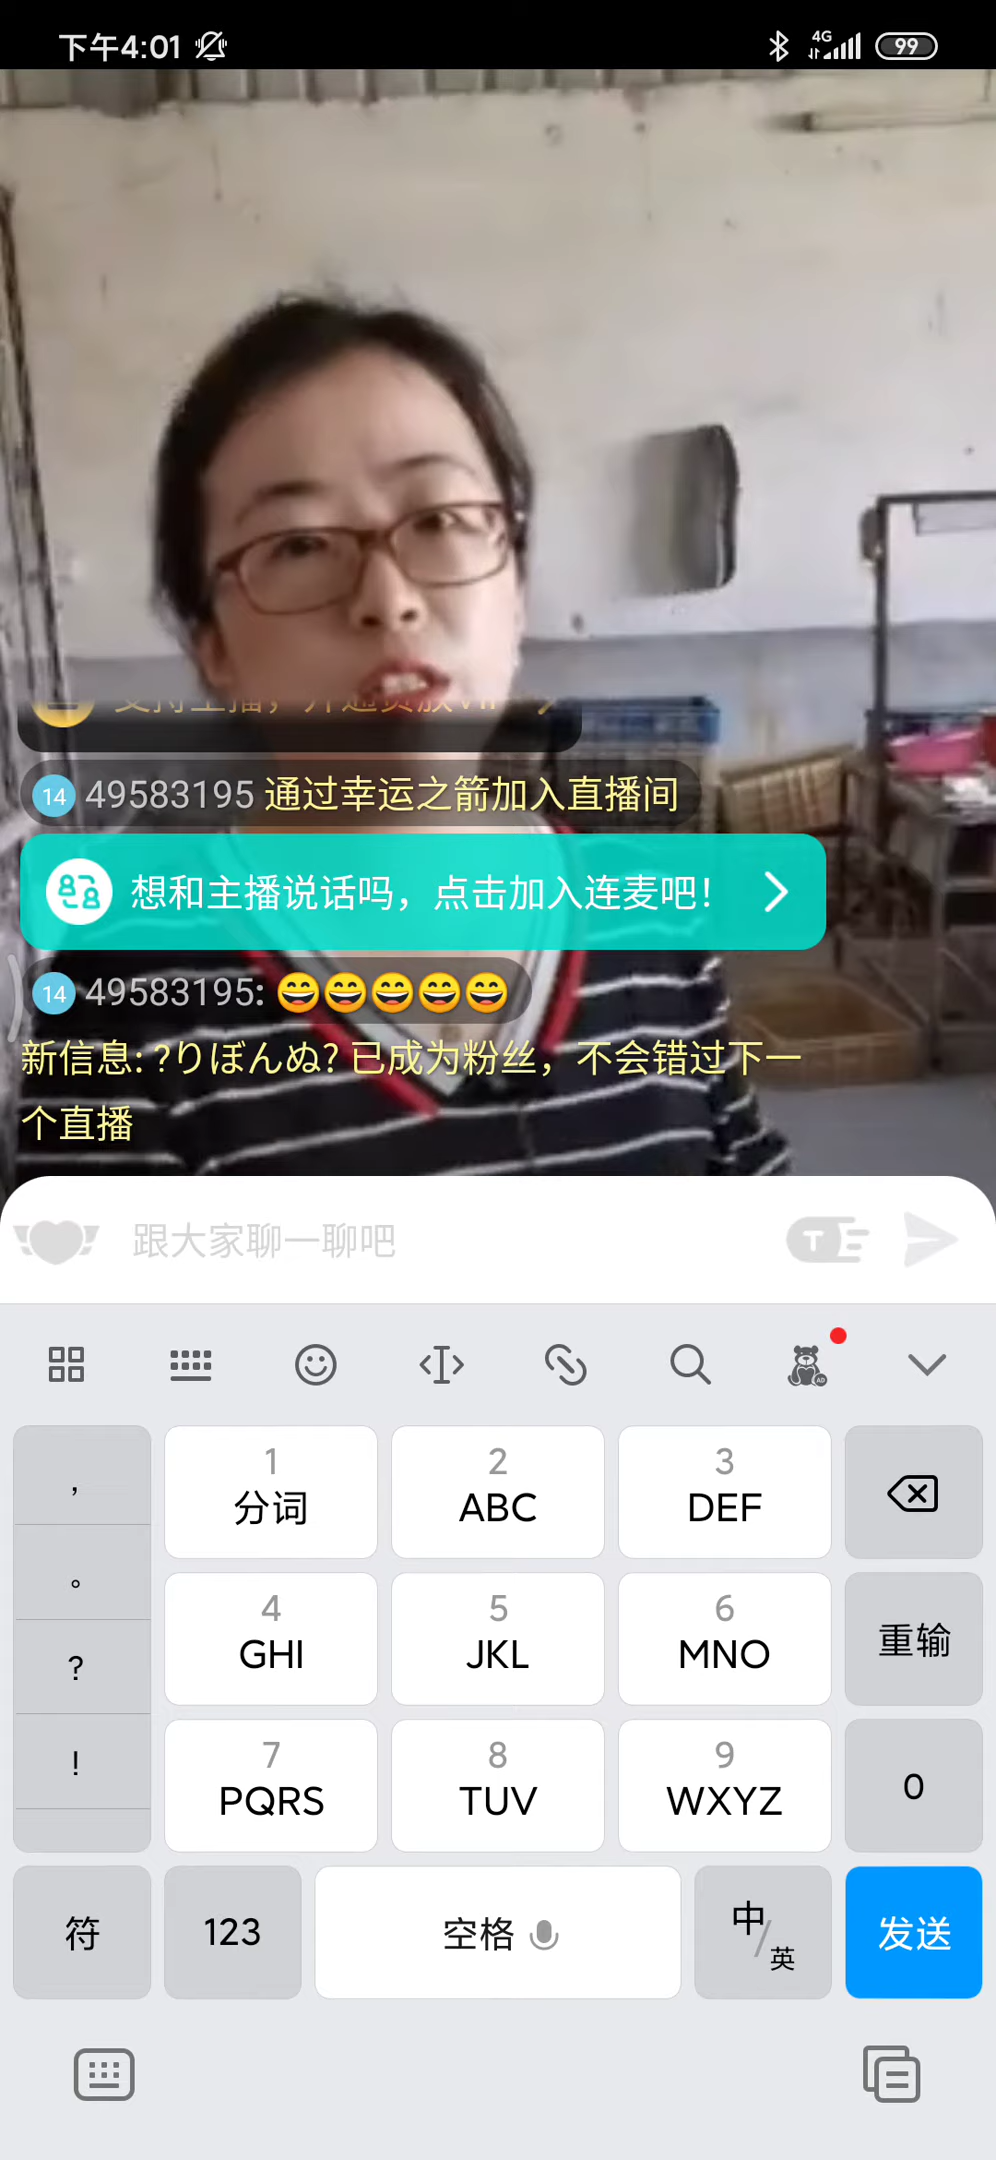 下午4:01
4G
99
14 49583195 通过幸运之箭加入直播间
想和主播说话吗，点击加入连麦吧！
14 49583195: 😄😄😄😄😄
新信息: ?りぼんぬ? 已成为粉丝，不会错过下一
个直播
跟大家聊一聊吧
T
AD
，
。
?
!
1
分词
2
ABC
3
DEF
4
GHI
5
JKL
6
MNO
重输
7
PQRS
8
TUV
9
WXYZ
0
符
123
空格
中/英
发送